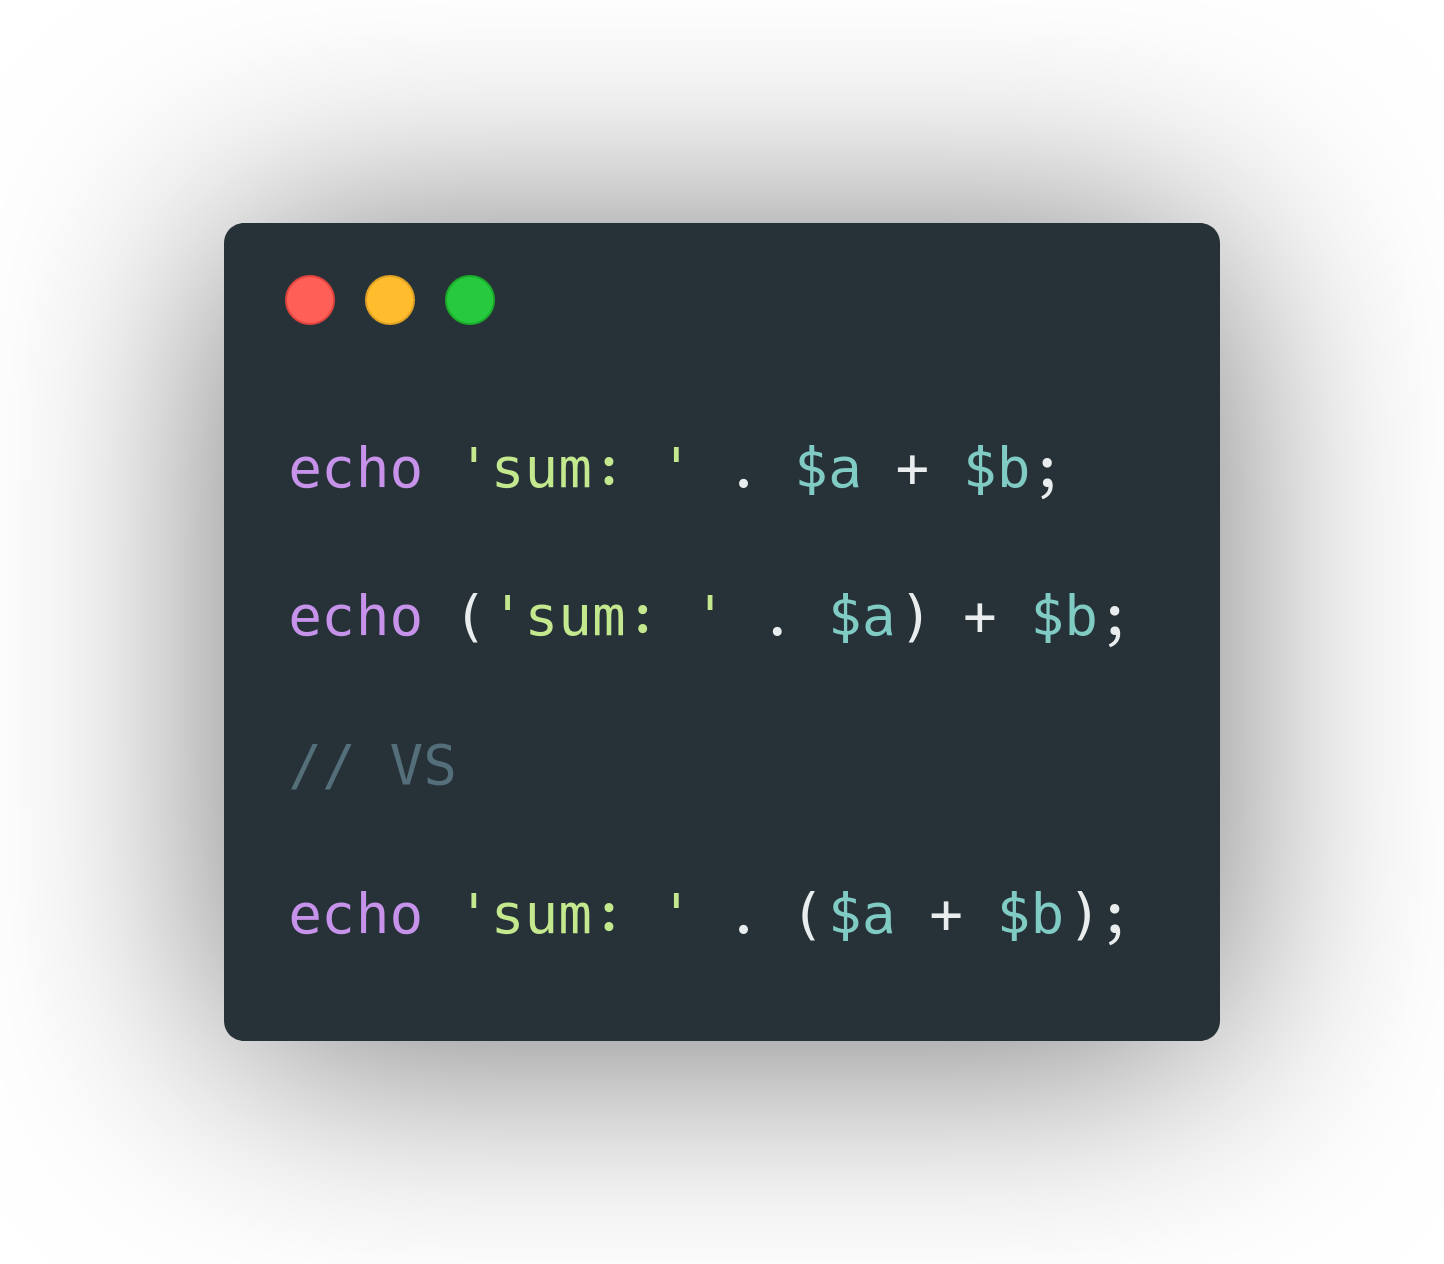 echo 'sum: ' . $a + $b;
echo ('sum: ' . $a) + $b;
// VS
echo 'sum: ' . ($a + $b);